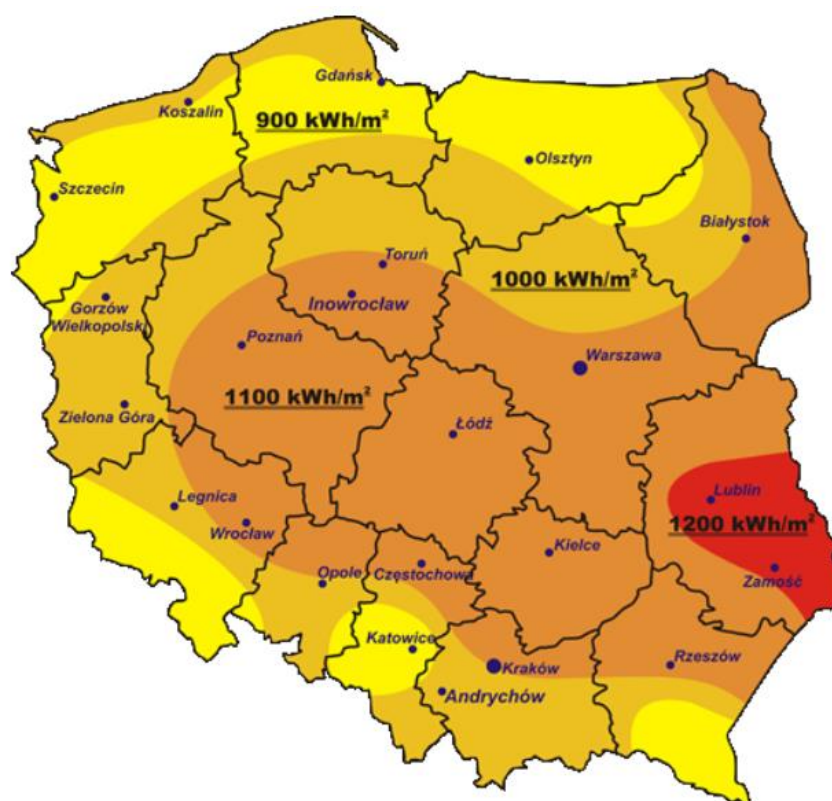 Gdańsk
Koszalin
900 kWh/m²
Olsztyn
Szczecin
Białystok
Toruń
1000 kWh/m²
Inowrocław
Gorzów
Wielkopolski
Poznań
Warszawa
1100 kWh/m²
Zielona Góra
Łódź
Legnica
Lublin
Wrocław
1200 kWh/m²
Kielce
Opole
Częstochowa
Zamość
Katowice
Kraków
Rzeszów
Andrychów